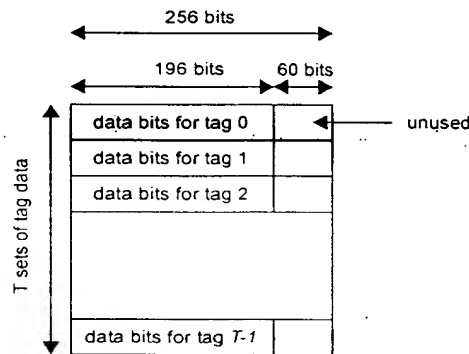 256 bits
196 bits
60 bits
data bits for tag 0
unused
data bits for tag 1
data bits for tag 2
T sets of tag data
data bits for tag T-1